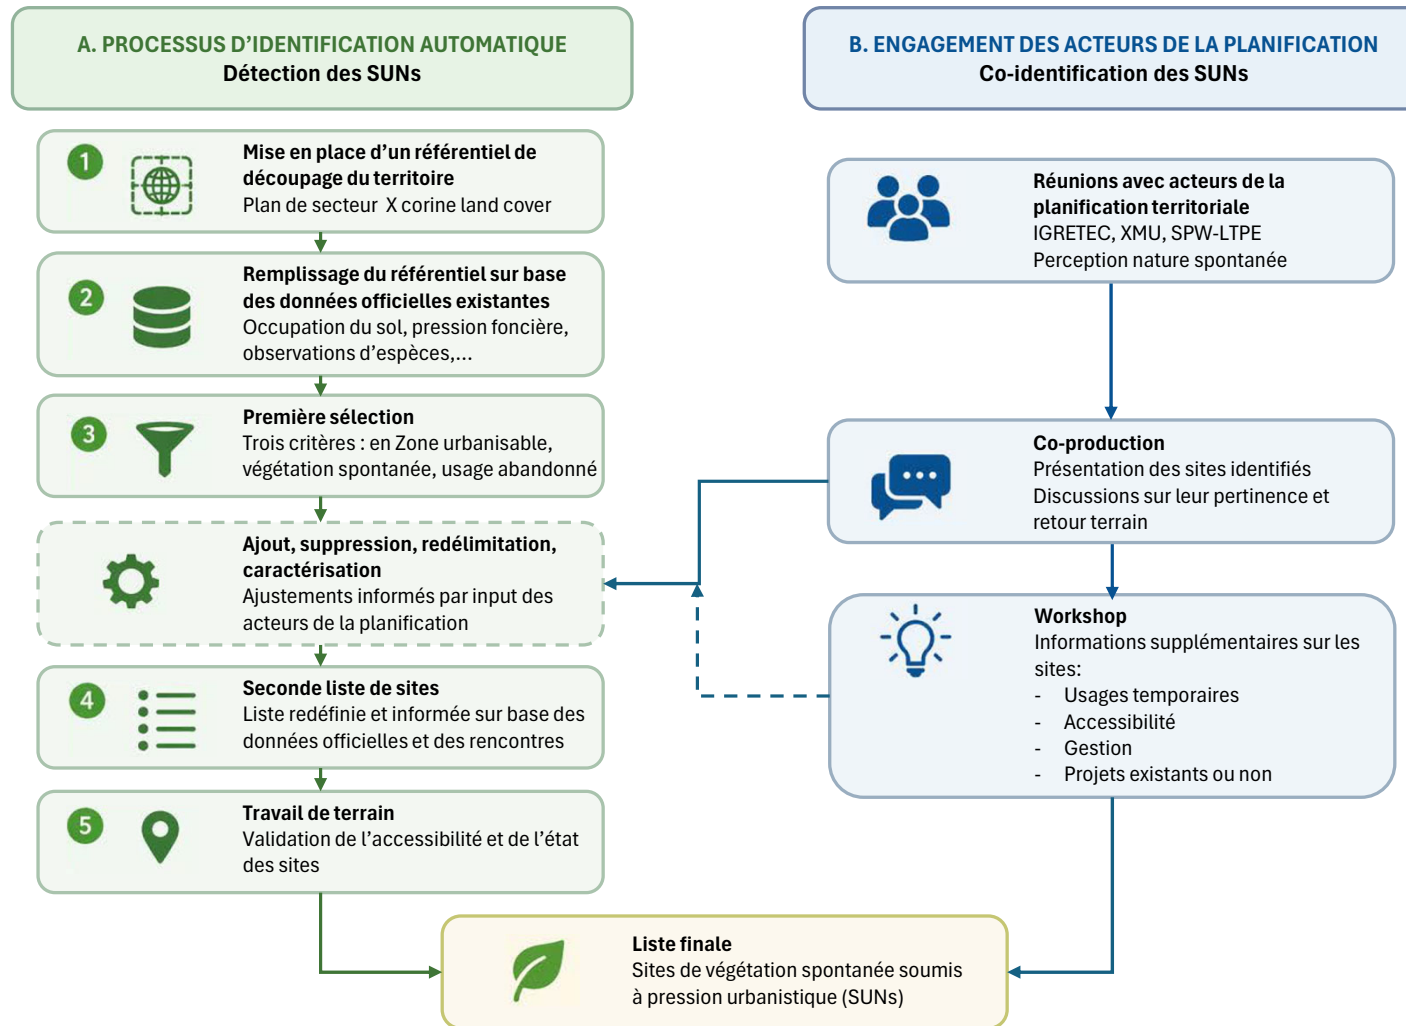 A. PROCESSUS D’IDENTIFICATION AUTOMATIQUE
Détection des SUNs
1
Mise en place d’un référentiel de
découpage du territoire
Plan de secteur X corine land cover
2
Remplissage du référentiel sur base
des données officielles existantes
Occupation du sol, pression foncière,
observations d’espèces,...
3
Première sélection
Trois critères : en Zone urbanisable,
végétation spontanée, usage abandonné
Ajout, suppression, redélimitation,
caractérisation
Ajustements informés par input des
acteurs de la planification
4
Seconde liste de sites
Liste redéfinie et informée sur base des
données officielles et des rencontres
5
Travail de terrain
Validation de l’accessibilité et de l’état
des sites
B. ENGAGEMENT DES ACTEURS DE LA PLANIFICATION
Co-identification des SUNs
Réunions avec acteurs de la
planification territoriale
IGRETEC, XMU, SPW-LTPE
Perception nature spontanée
Co-production
Présentation des sites identifiés
Discussions sur leur pertinence et
retour terrain
Workshop
Informations supplémentaires sur les
sites:
- Usages temporaires
- Accessibilité
- Gestion
- Projets existants ou non
Liste finale
Sites de végétation spontanée soumis
à pression urbanistique (SUNs)